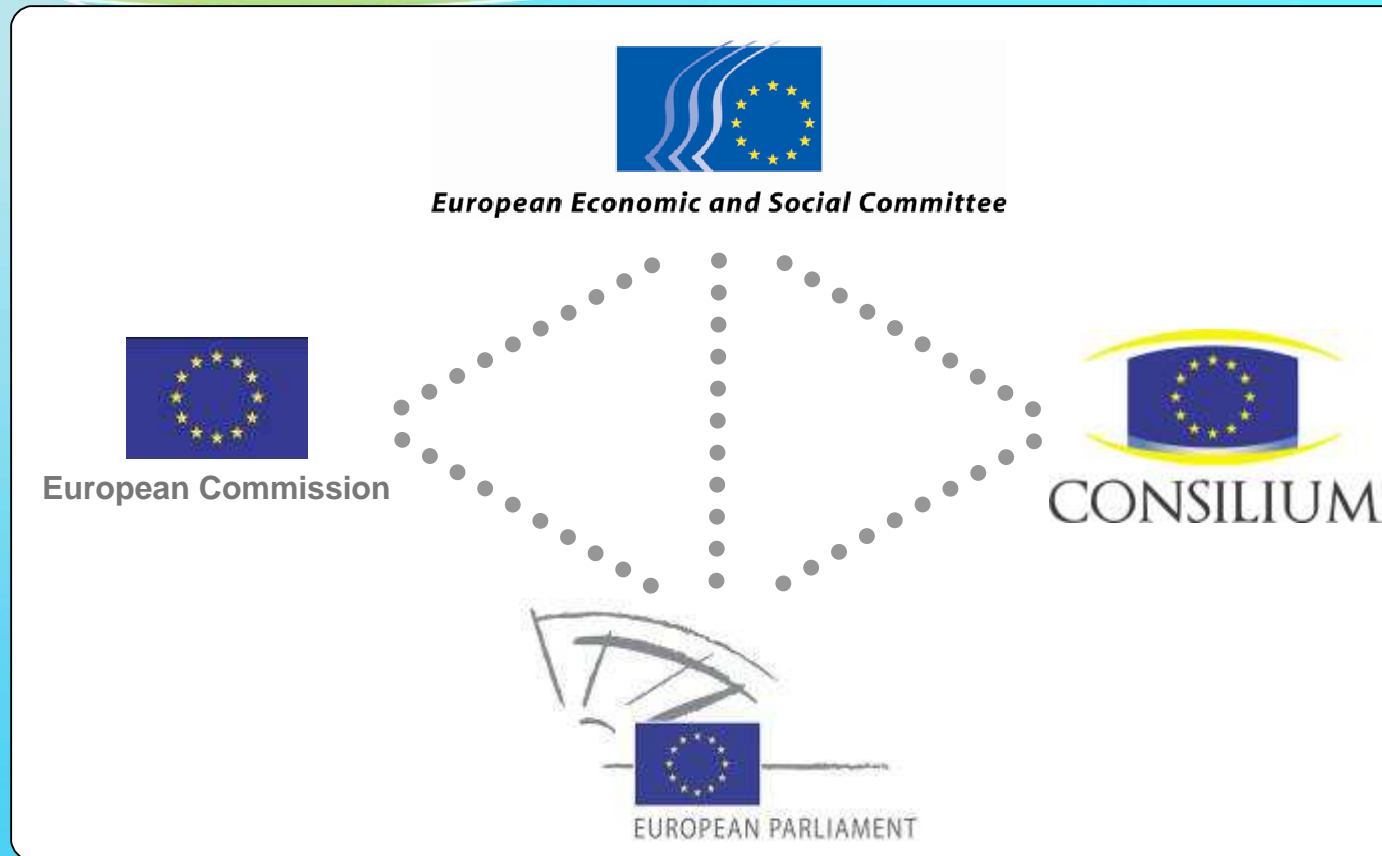 European Economic and Social Committee
European Commission
CONSILIUM
EUROPEAN PARLIAMENT